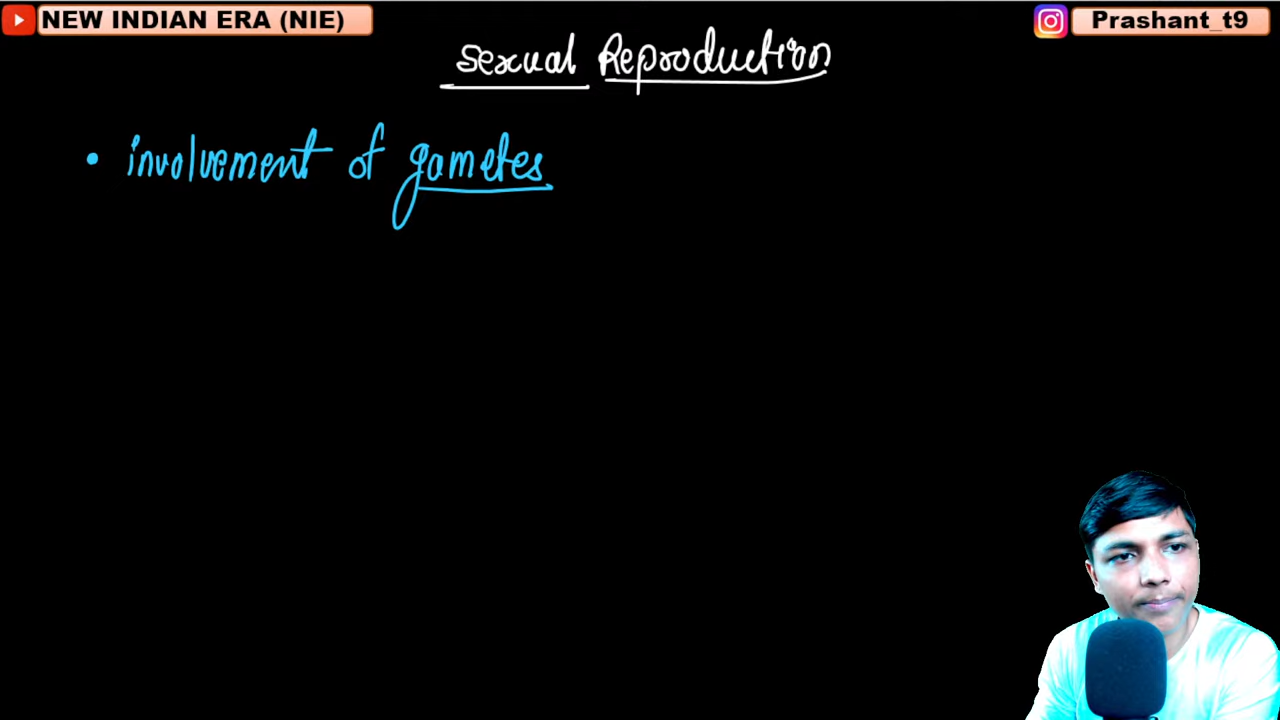 NEW INDIAN ERA (NIE)
Prashant_t9
Sexual Reproduction
• involvement of gametes